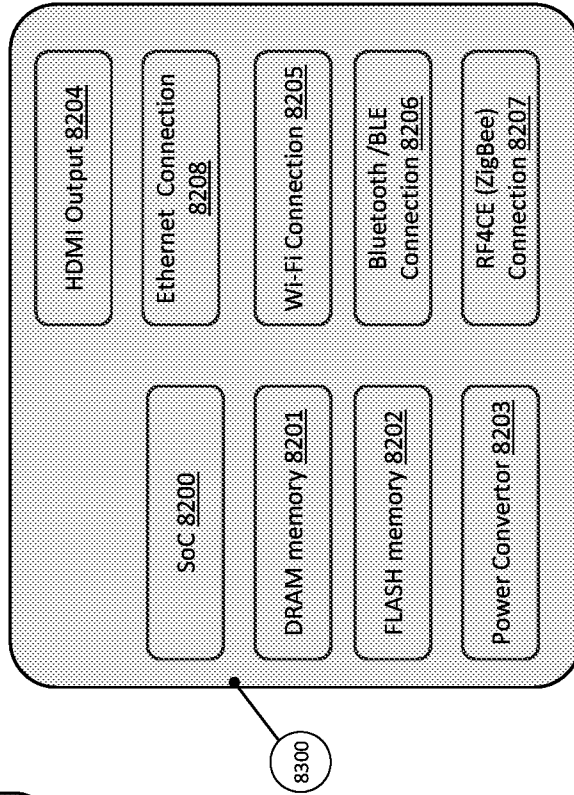 HDMI Output 8204
Ethernet Connection
8208
Wi-Fi Connection 8205
Bluetooth /BLE
Connection 8206
RF4CE (ZigBee)
Connection 8207
SoC 8200
DRAM memory 8201
FLASH memory 8202
Power Convertor 8203
8300